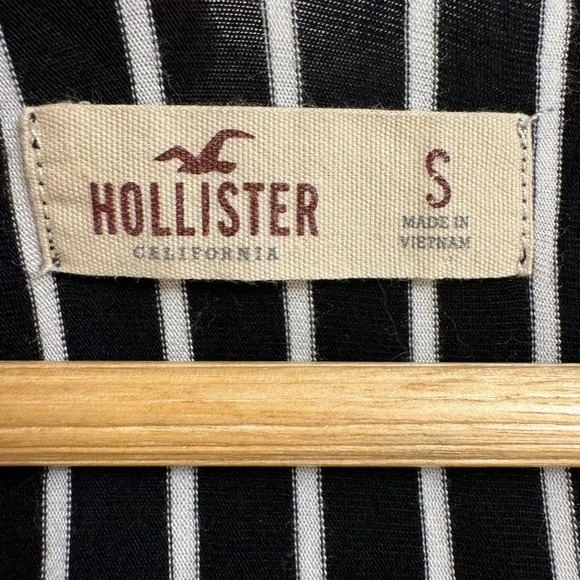 HOLLISTER
CALIFORNIA
S
MADE IN
VIETNAM